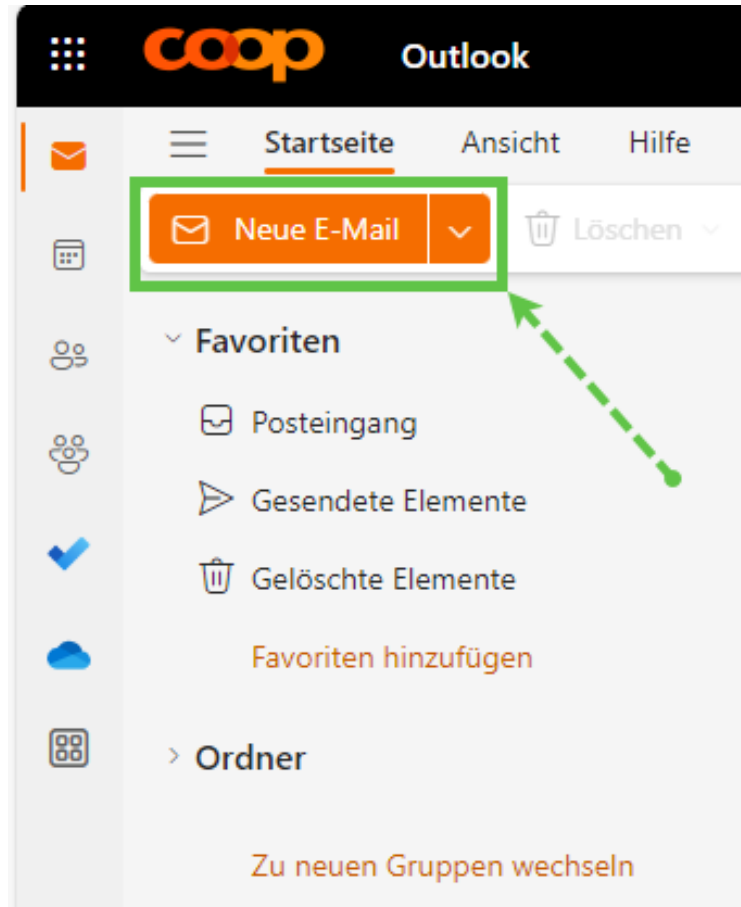 coop Outlook
Startseite Ansicht Hilfe
Neue E-Mail Löschen
Favoriten
Posteingang
Gesendete Elemente
Gelöschte Elemente
Favoriten hinzufügen
Ordner
Zu neuen Gruppen wechseln